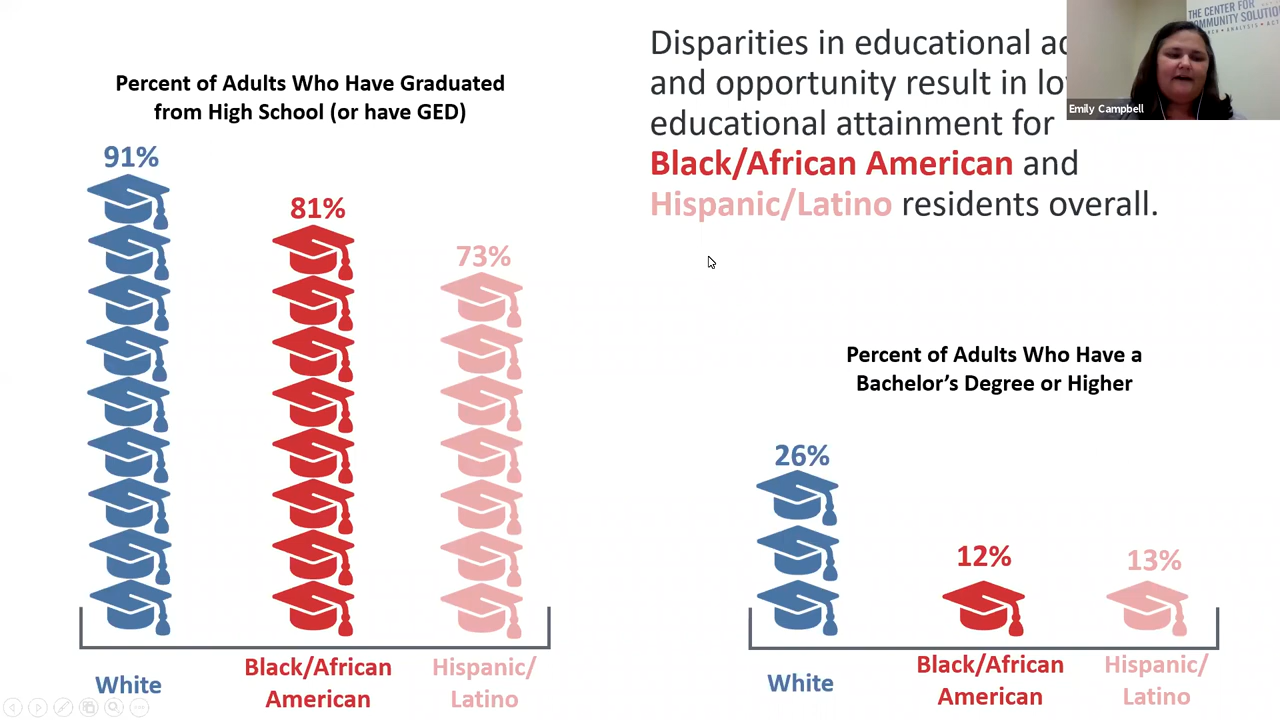 Percent of Adults Who Have Graduated
from High School (or have GED)
91%
81%
73%
White
Black/African
American
Hispanic/
Latino
Disparities in educational
and opportunity result in
educational attainment for
Black/African American and
Hispanic/Latino residents overall.
Percent of Adults Who Have a
Bachelor’s Degree or Higher
26%
12%
13%
White
Black/African
American
Hispanic/
Latino
THE CENTER FOR
COMMUNITY SOLUTIO
ANALYSIS
Emily Campbell